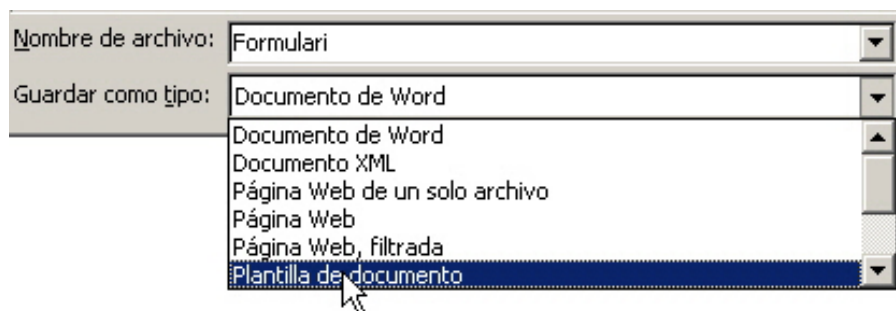 Nombre de archivo: Formulari
Guardar como tipo: Documento de Word
Documento de Word
Documento XML
Página Web de un solo archivo
Página Web
Página Web, filtrada
Plantilla de documento